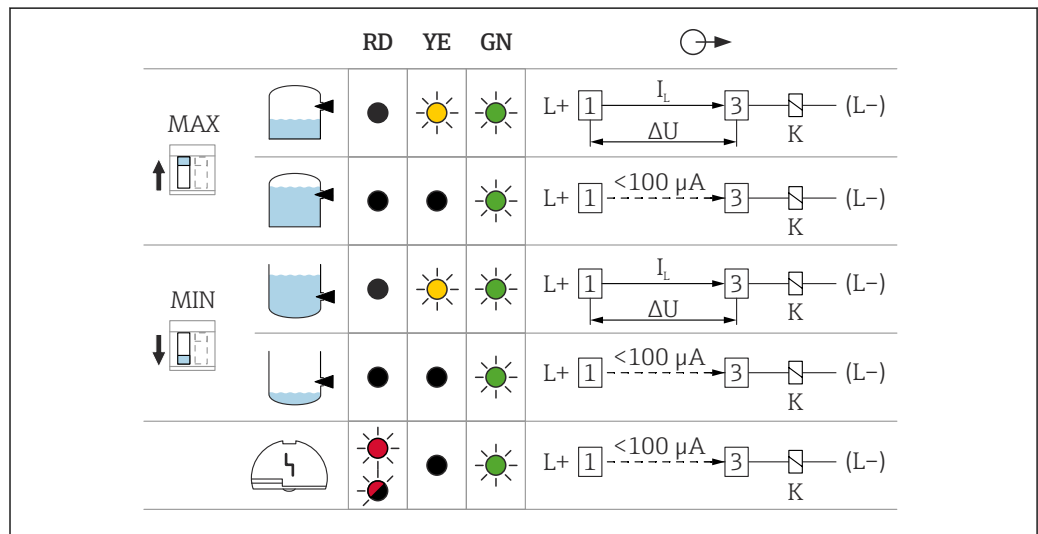 RD YE GN
MAX
L+ 1 I_L 3 (L–)
ΔU K
L+ 1 <100 µA 3 (L–)
K
MIN
L+ 1 I_L 3 (L–)
ΔU K
L+ 1 <100 µA 3 (L–)
K
L+ 1 <100 µA 3 (L–)
K